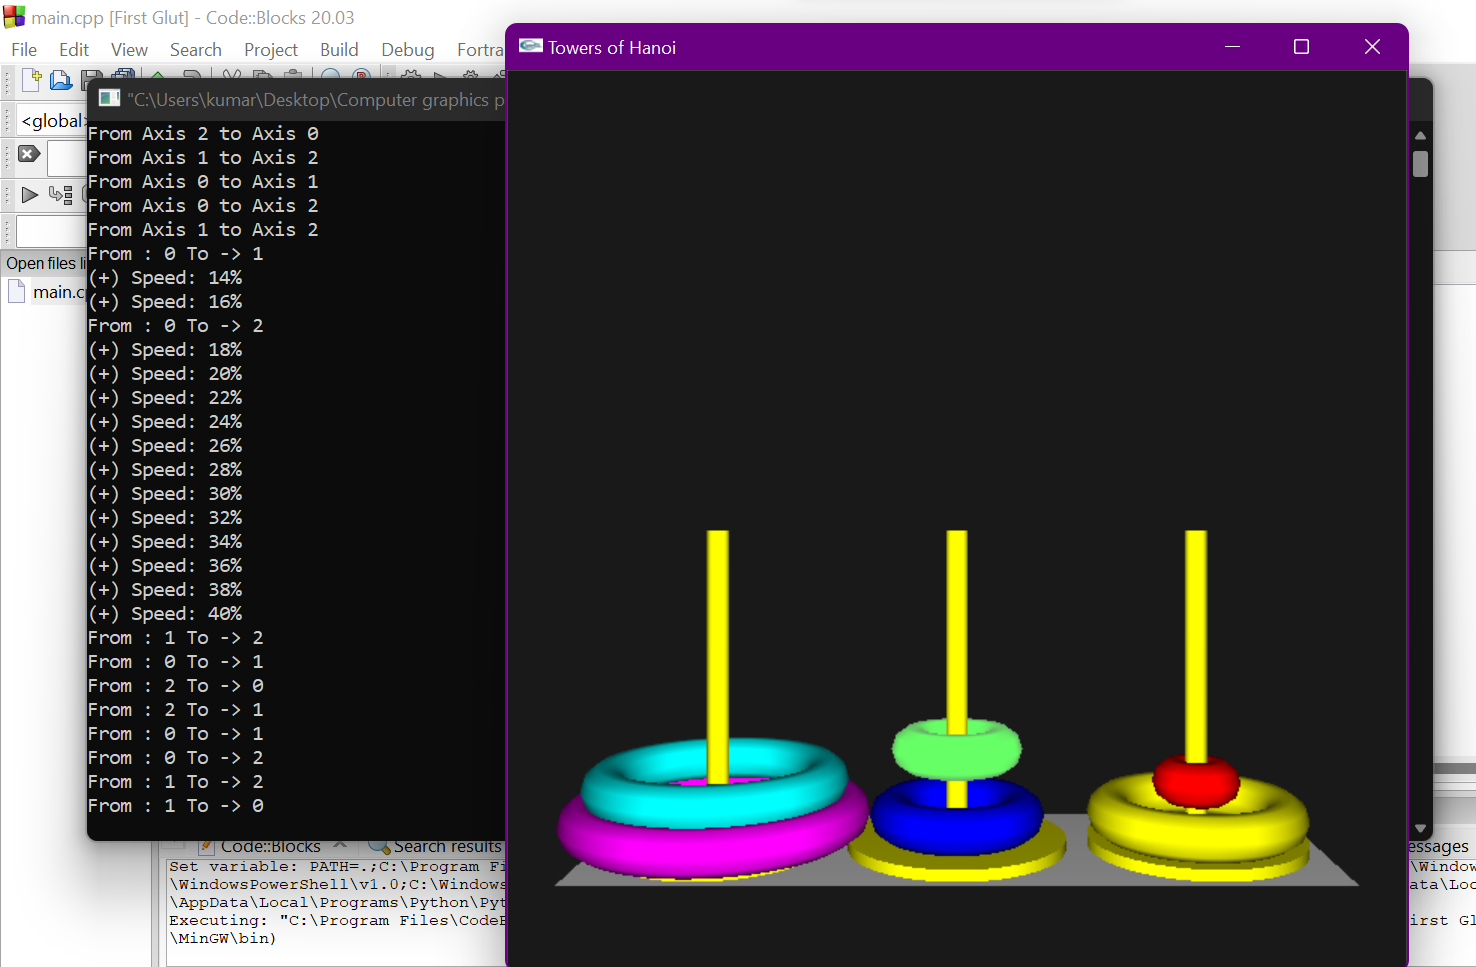 main.cpp [First Glut] - Code::Blocks 20.03
File Edit View Search Project Build Debug Fortra
Towers of Hanoi
"C:\Users\kumar\Desktop\Computer graphics p
<global>
From Axis 2 to Axis 0
From Axis 1 to Axis 2
From Axis 0 to Axis 1
From Axis 0 to Axis 2
From Axis 1 to Axis 2
From : 0 To -> 1
(+) Speed: 14%
(+) Speed: 16%
From : 0 To -> 2
(+) Speed: 18%
(+) Speed: 20%
(+) Speed: 22%
(+) Speed: 24%
(+) Speed: 26%
(+) Speed: 28%
(+) Speed: 30%
(+) Speed: 32%
(+) Speed: 34%
(+) Speed: 36%
(+) Speed: 38%
(+) Speed: 40%
From : 1 To -> 2
From : 0 To -> 1
From : 2 To -> 0
From : 2 To -> 1
From : 0 To -> 1
From : 0 To -> 2
From : 1 To -> 2
From : 1 To -> 0
Open files li
main.c
Code::Blocks Search results essages
Set variable: PATH=.;C:\Program Fi \Window
\WindowsPowerShell\v1.0;C:\Windows ata\Loc
\AppData\Local\Programs\Python\Pyt
Executing: "C:\Program Files\CodeB irst Gl
\MinGW\bin)